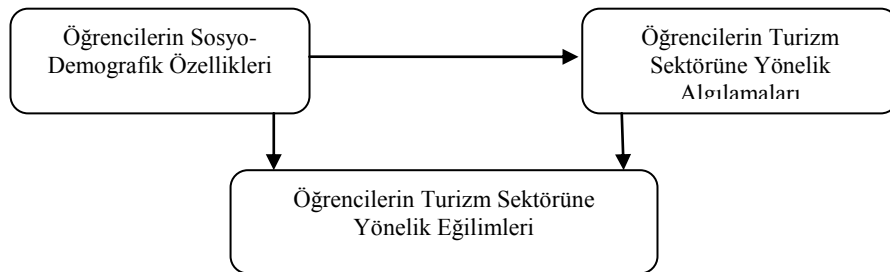 Öğrencilerin Sosyo-
Demografik Özellikleri
Öğrencilerin Turizm
Sektörüne Yönelik
Algılamaları
Öğrencilerin Turizm Sektörüne
Yönelik Eğilimleri